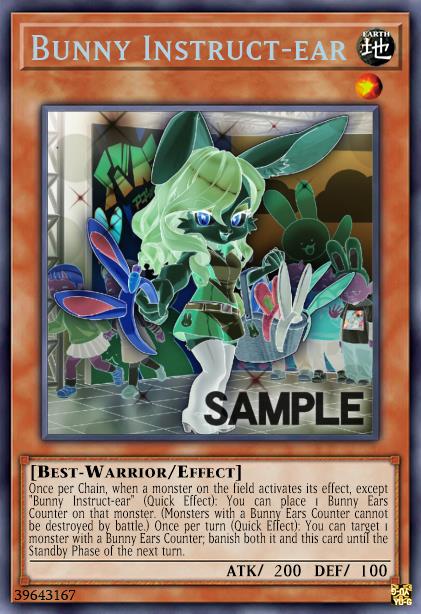 Bunny Instruct-ear
EARTH
地
SAMPLE
[Best-Warrior/Effect]
Once per Chain, when a monster on the field activates its effect, except
"Bunny Instruct-ear" (Quick Effect): You can place 1 Bunny Ears
Counter on that monster. (Monsters with a Bunny Ears Counter cannot
be destroyed by battle.) Once per turn (Quick Effect): You can target 1
monster with a Bunny Ears Counter; banish both it and this card until the
Standby Phase of the next turn.
ATK/ 200 DEF/ 100
39643167